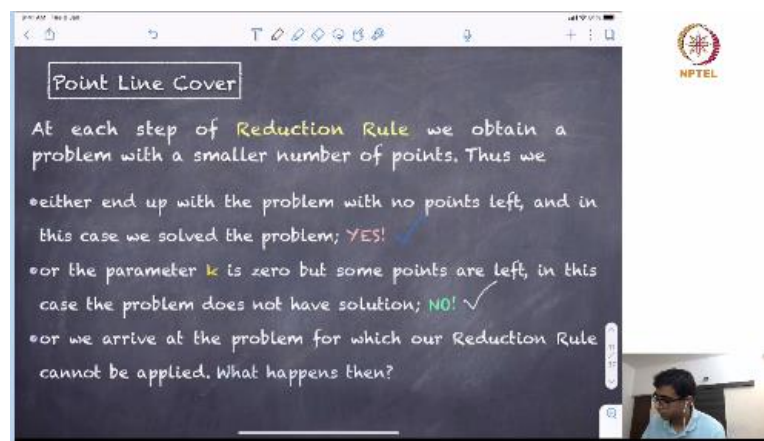 NPTEL
Point Line Cover
At each step of Reduction Rule we obtain a
problem with a smaller number of points. Thus we
•either end up with the problem with no points left, and in
this case we solved the problem; YES!
•or the parameter k is zero but some points are left, in this
case the problem does not have solution; NO!
•or we arrive at the problem for which our Reduction Rule
cannot be applied. What happens then?